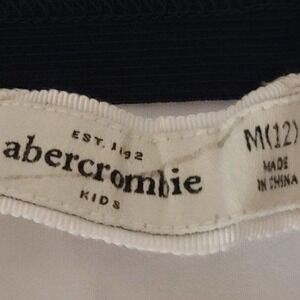 EST. 1892
abercrombie
KIDS
M(12)
MADE
IN CHINA